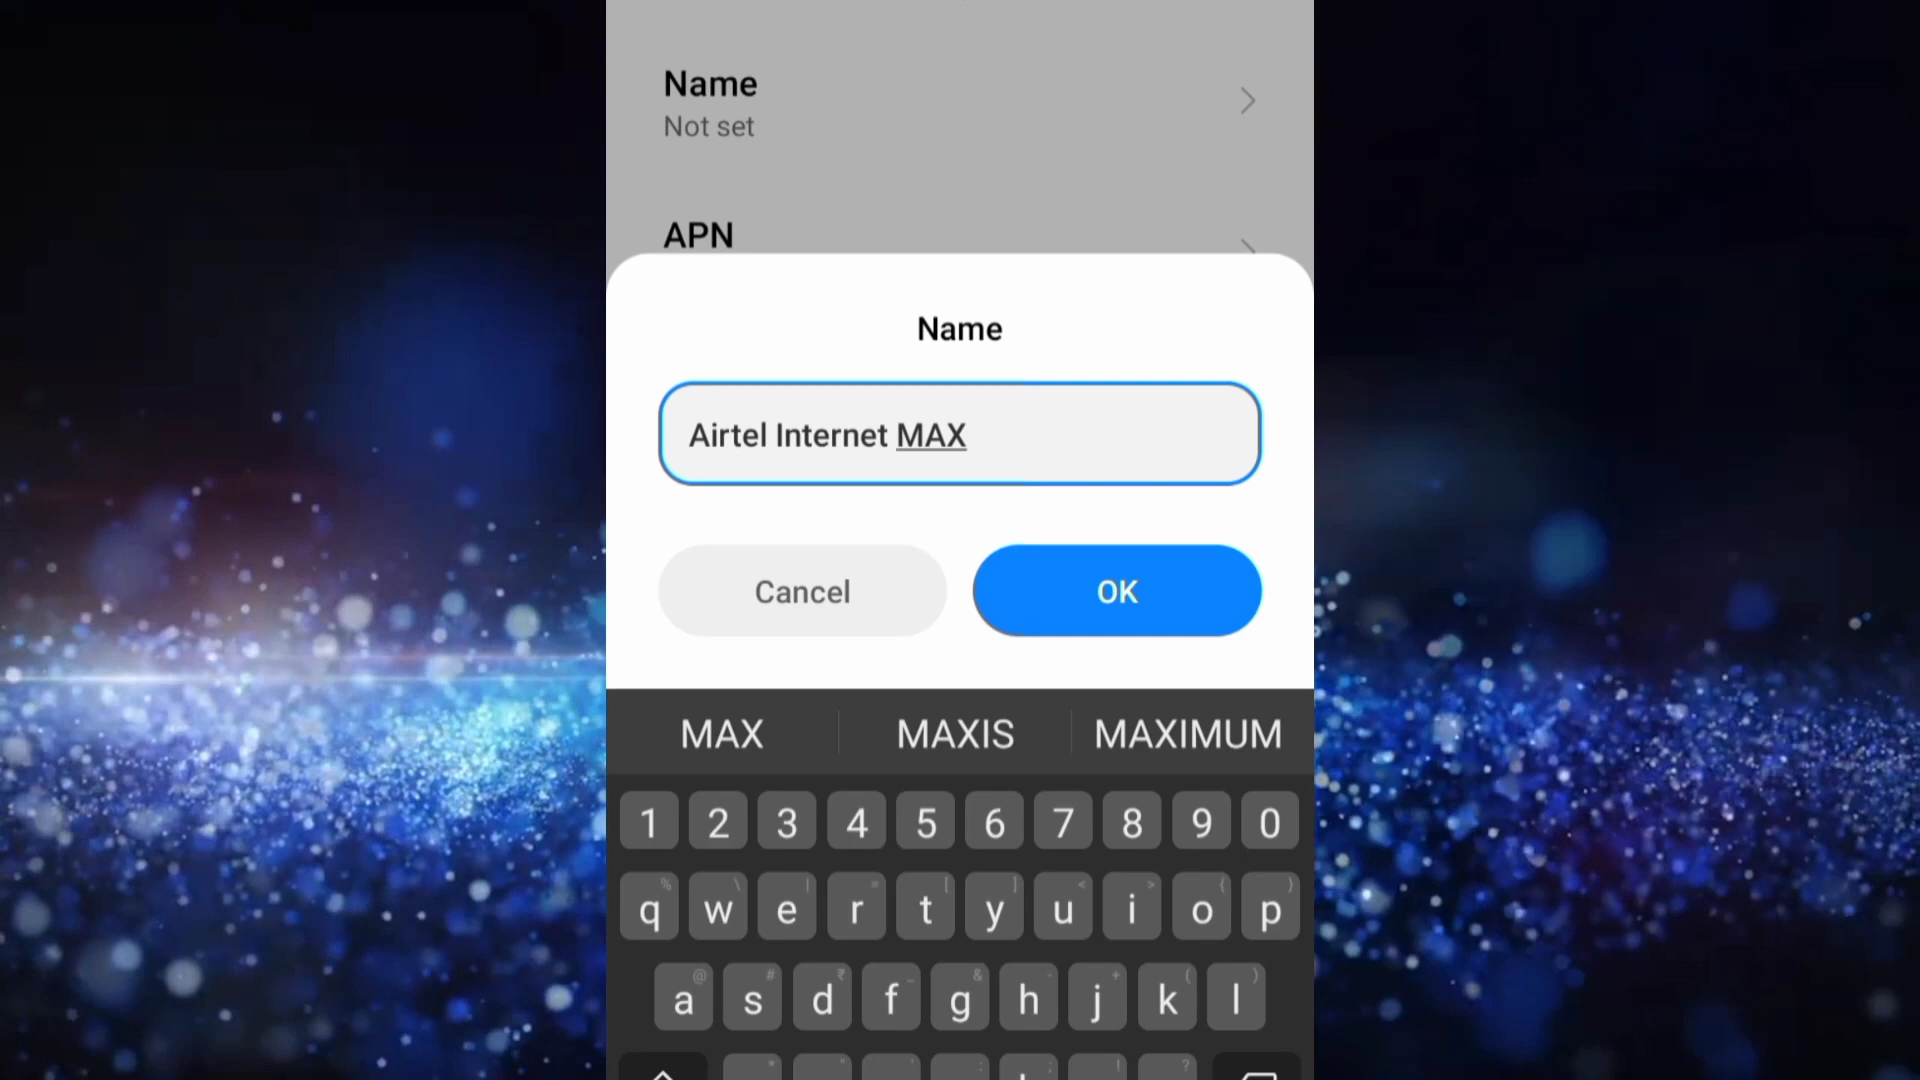 Name
Not set
APN
Name
Airtel Internet MAX
Cancel OK
MAX MAXIS MAXIMUM
1 2 3 4 5 6 7 8 9 0
% \ | = [ ] < > { }
q w e r t y u i o p
@ # ₹ _ & - + ( )
a s d f g h j k l
* " ' : ; ! ?